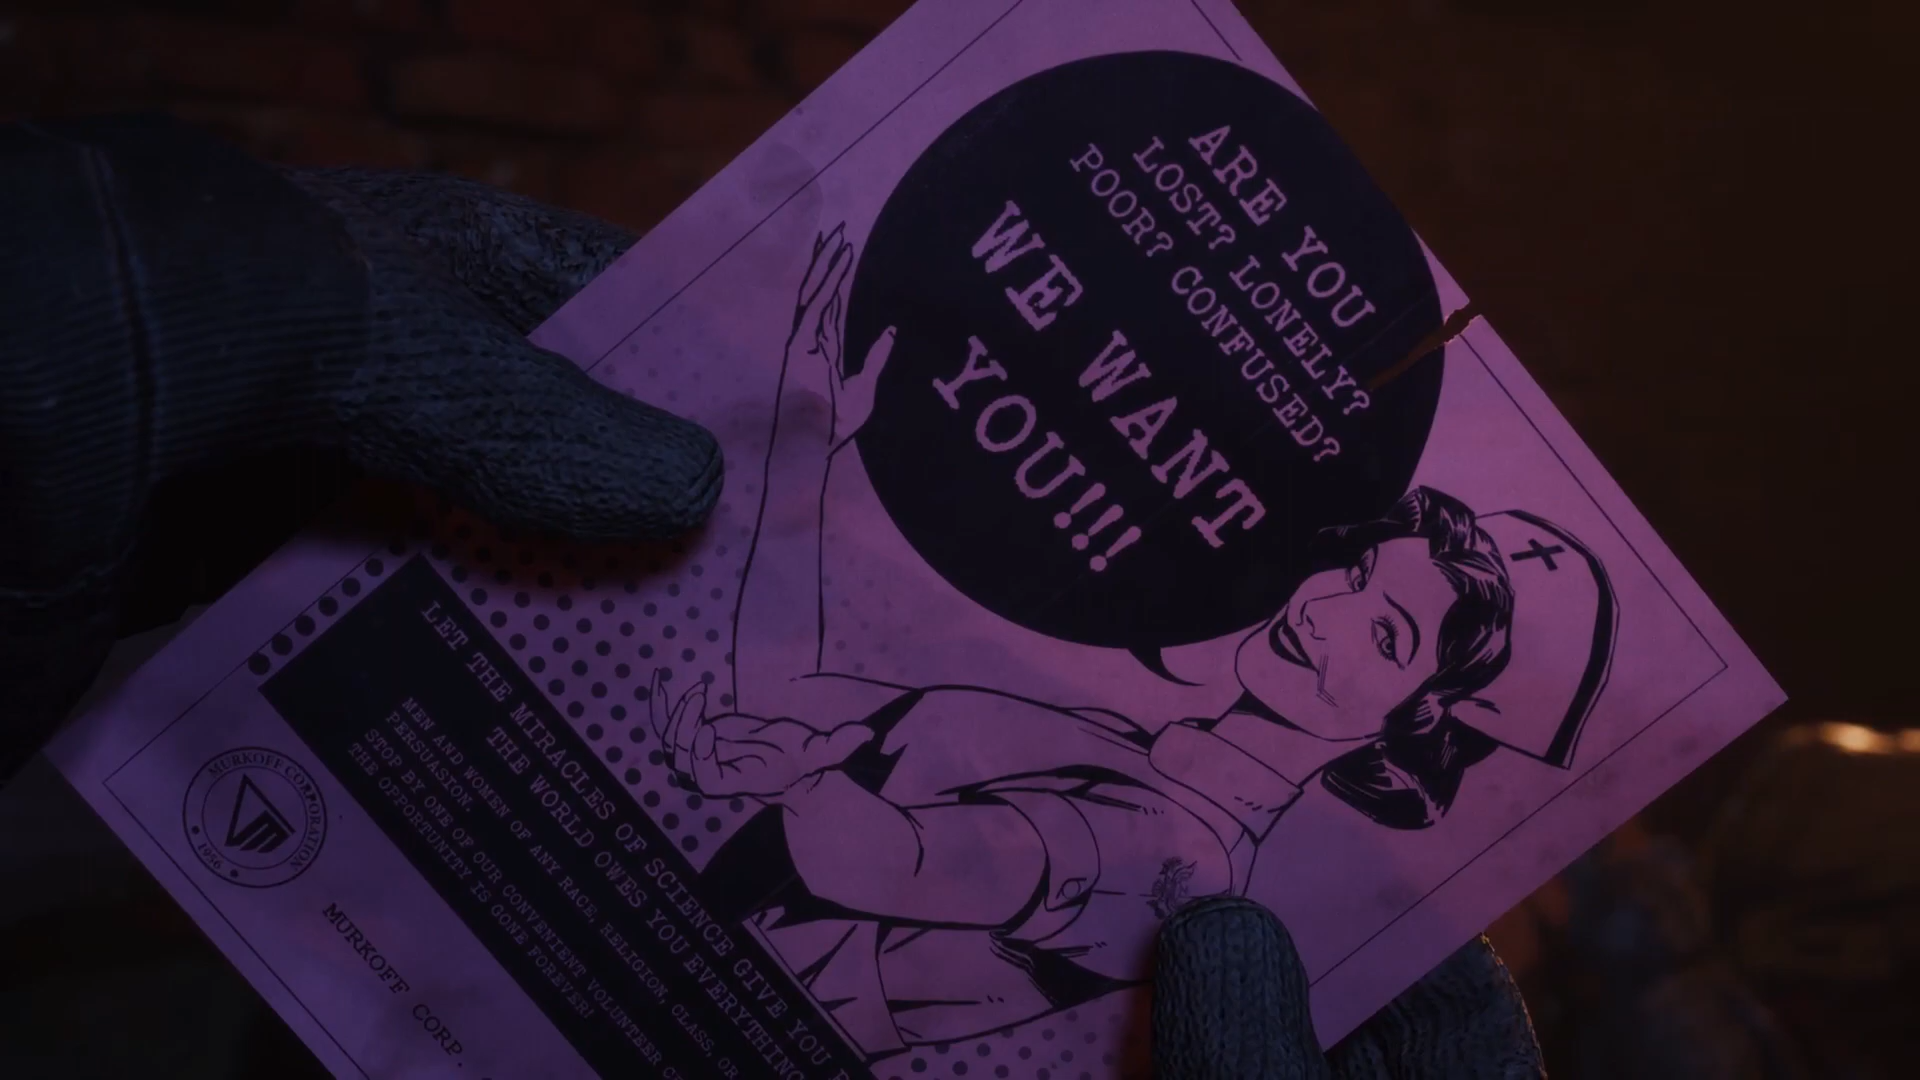 ARE YOU
LOST? LONELY?
POOR? CONFUSED?
WE WANT
YOU!!!
LET THE MIRACLES OF SCIENCE GIVE YOU
THE WORLD OWES YOU EVERYTHING
MEN AND WOMEN OF ANY RACE, RELIGION, CLASS, OR
PERSUASION.
STOP BY ONE OF OUR CONVENIENT VOLUNTEER
THE OPPORTUNITY IS GONE FOREVER!
MURKOFF CORPORATION
1956
MURKOFF CORP.